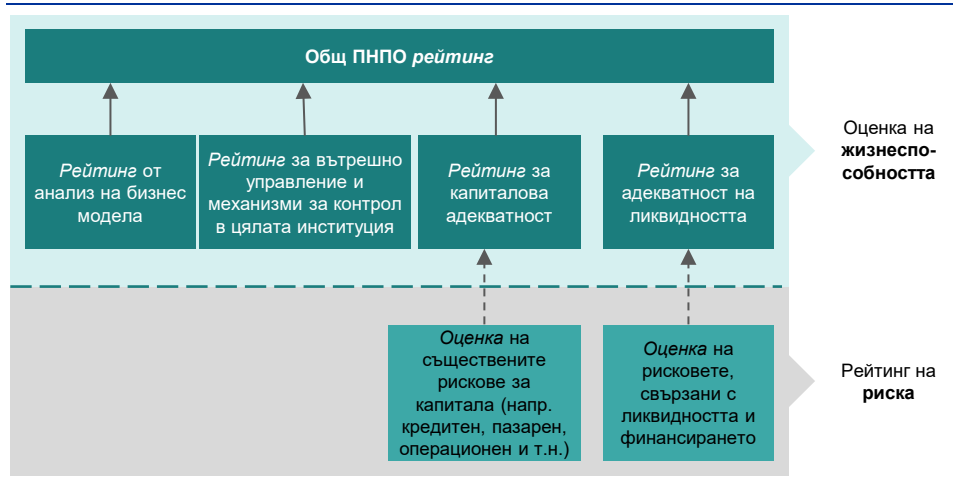 Общ ПНПО рейтинг
Рейтинг от
анализ на бизнес
модела
Рейтинг за вътрешно
управление и
механизми за контрол
в цялата институция
Рейтинг за
капиталова
адекватност
Рейтинг за
адекватност на
ликвидността
Оценка на
жизнеспо-
собността
Оценка на
съществените
рискове за
капитала (напр.
кредитен, пазарен,
операционен и т.н.)
Оценка на
рисковете,
свързани с
ликвидността и
финансирането
Рейтинг на
риска